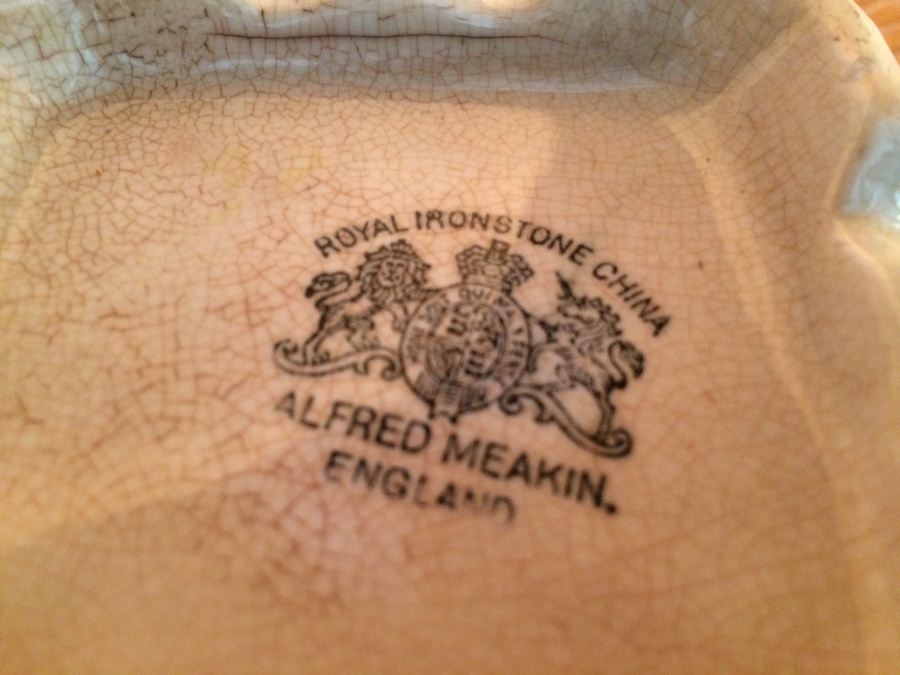 ROYAL IRONSTONE CHINA
ALFRED MEAKIN.
ENGLAND